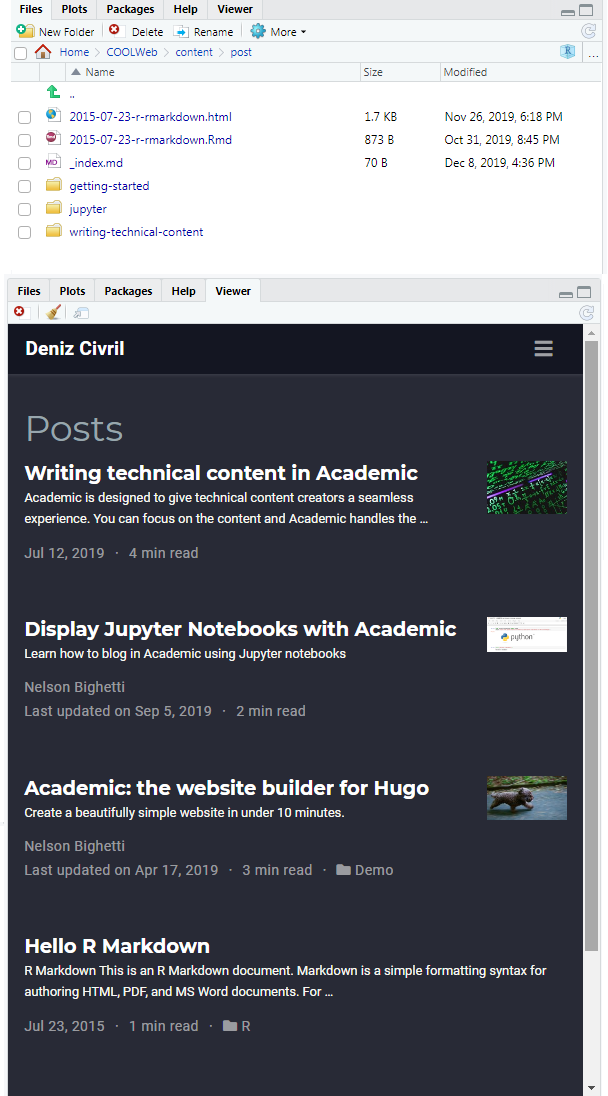 Files Plots Packages Help Viewer
New Folder Delete Rename More
Home COOLWeb content post R ...
Name Size Modified
..
2015-07-23-r-rmarkdown.html 1.7 KB Nov 26, 2019, 6:18 PM
2015-07-23-r-rmarkdown.Rmd 873 B Oct 31, 2019, 8:45 PM
MD _index.md 70 B Dec 8, 2019, 4:36 PM
getting-started
jupyter
writing-technical-content
Files Plots Packages Help Viewer
Deniz Civril
Posts
Writing technical content in Academic
Academic is designed to give technical content creators a seamless
experience. You can focus on the content and Academic handles the …
Jul 12, 2019 · 4 min read
Display Jupyter Notebooks with Academic
python
Learn how to blog in Academic using Jupyter notebooks
Nelson Bighetti
Last updated on Sep 5, 2019 · 2 min read
Academic: the website builder for Hugo
Create a beautifully simple website in under 10 minutes.
Nelson Bighetti
Last updated on Apr 17, 2019 · 3 min read · Demo
Hello R Markdown
R Markdown This is an R Markdown document. Markdown is a simple formatting syntax for
authoring HTML, PDF, and MS Word documents. For …
Jul 23, 2015 · 1 min read · R